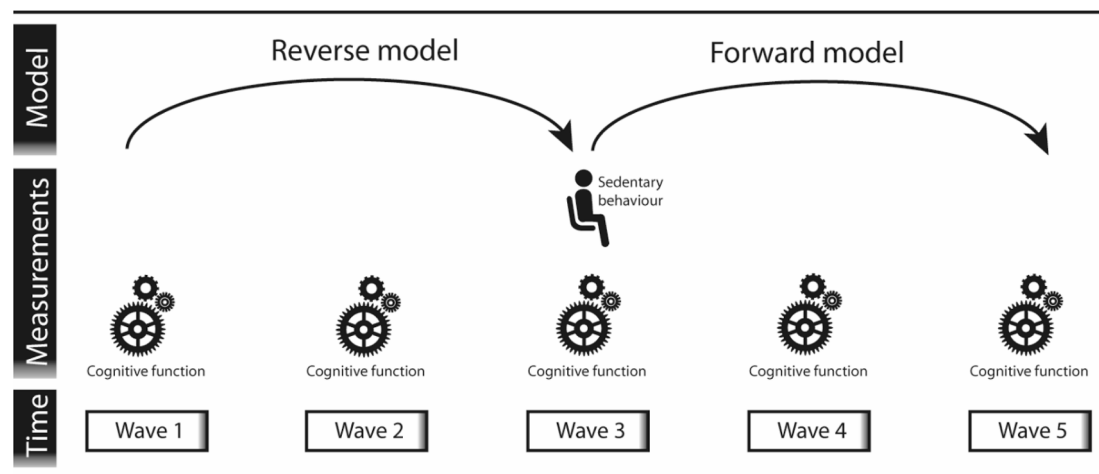 Model
Reverse model
Forward model
Measurements
Sedentary
behaviour
Cognitive function
Cognitive function
Cognitive function
Cognitive function
Cognitive function
Time
Wave 1
Wave 2
Wave 3
Wave 4
Wave 5